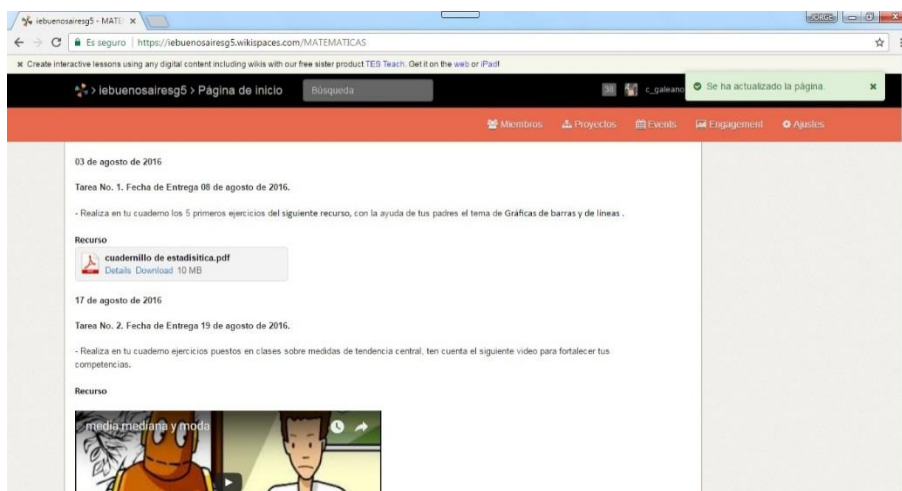 iebuenosairesg5 - MATE
JORGE
Es seguro | https://iebuenosairesg5.wikispaces.com/MATEMATICAS
Create interactive lessons using any digital content including wikis with our free sister product TES Teach. Get it on the web or iPad!
> iebuenosairesg5 > Página de inicio
Búsqueda
38
c_galeano
Se ha actualizado la página.
Miembros Proyectos Events Engagement Ajustes
03 de agosto de 2016
Tarea No. 1. Fecha de Entrega 08 de agosto de 2016.
- Realiza en tu cuaderno los 5 primeros ejercicios del siguiente recurso, con la ayuda de tus padres el tema de Gráficas de barras y de líneas .
Recurso
cuadernillo de estadisitica.pdf
Details Download 10 MB
17 de agosto de 2016
Tarea No. 2. Fecha de Entrega 19 de agosto de 2016.
- Realiza en tu cuaderno ejercicios puestos en clases sobre medidas de tendencia central, ten cuenta el siguiente video para fortalecer tus
competencias.
Recurso
media mediana y moda